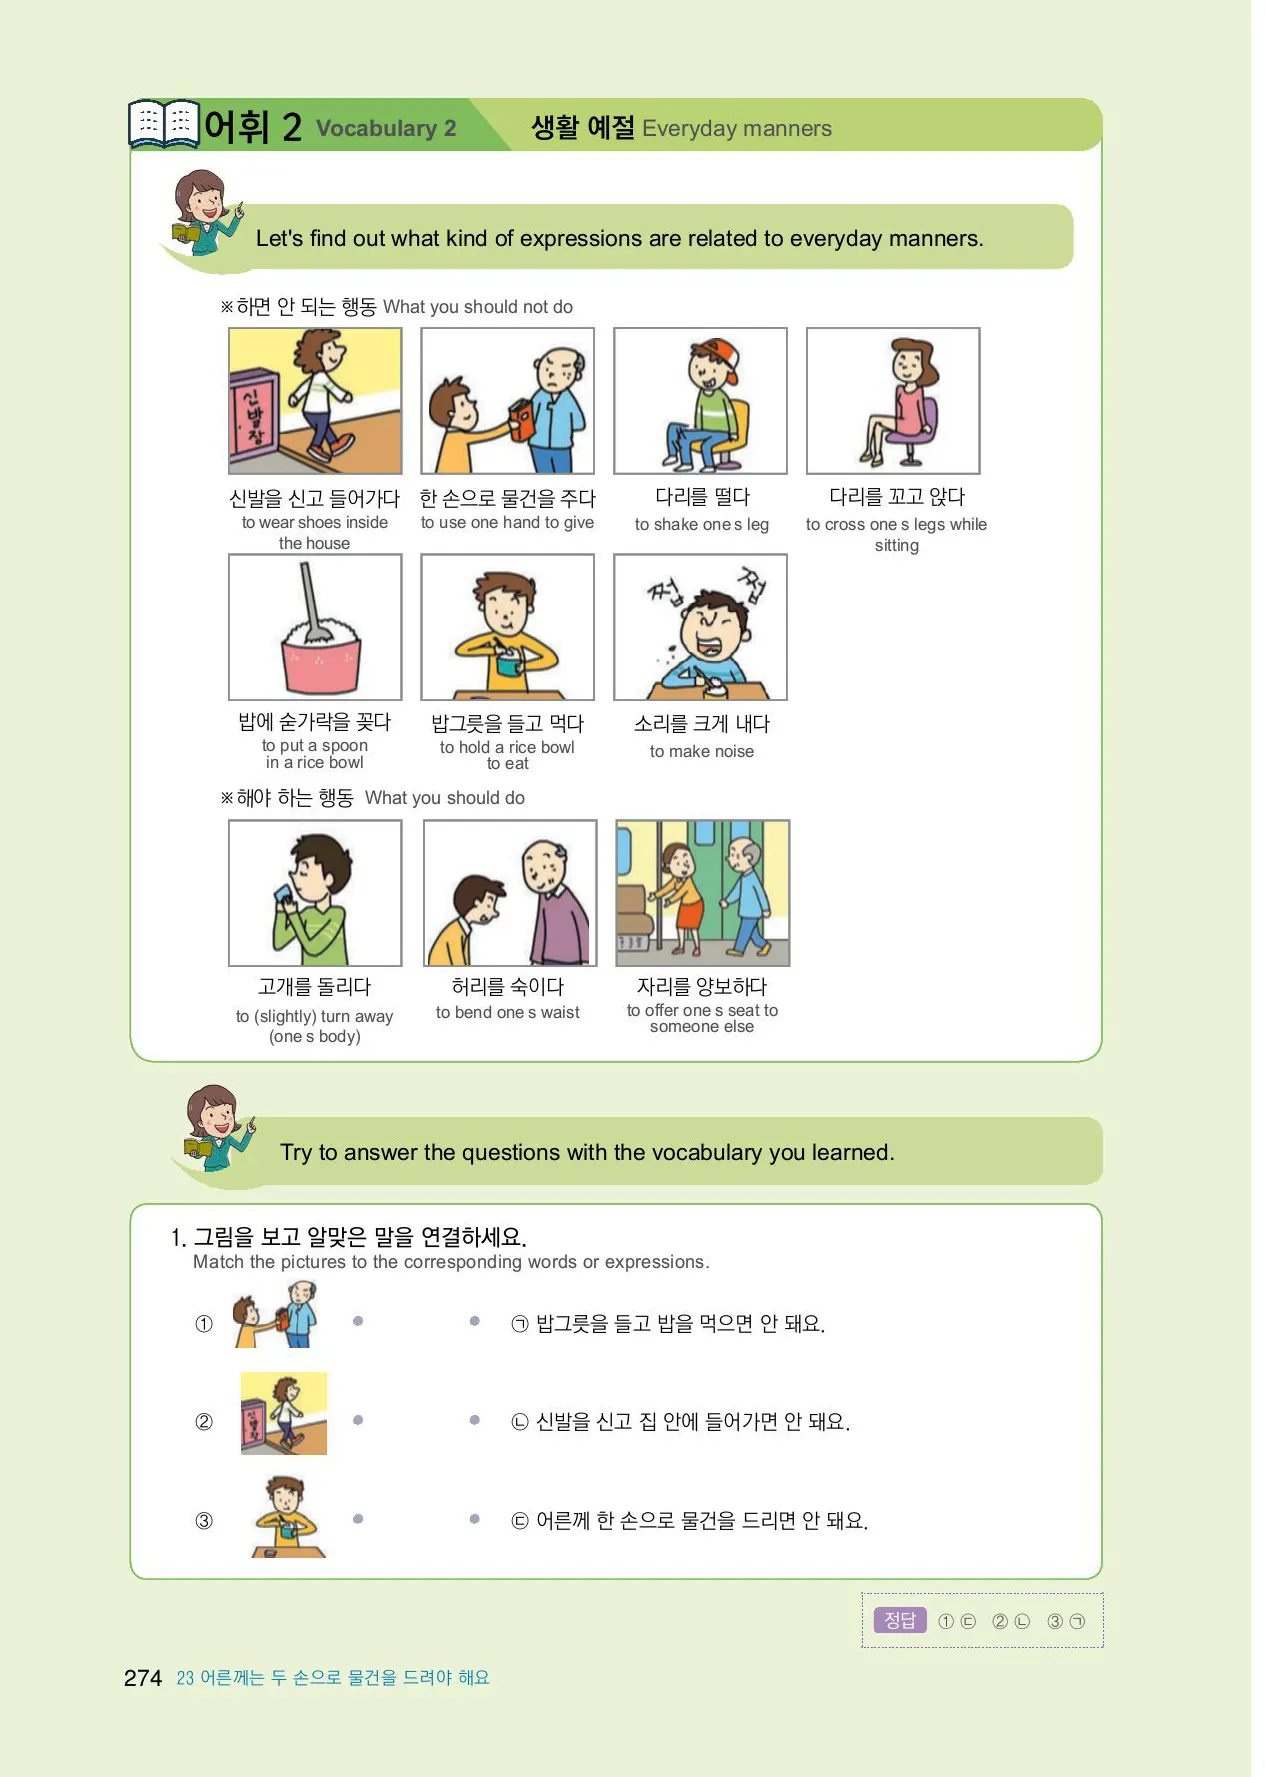 어휘 2 Vocabulary 2 생활 예절 Everyday manners
Let's find out what kind of expressions are related to everyday manners.
※하면 안 되는 행동 What you should not do
신발장
신발을 신고 들어가다
to wear shoes inside
the house
한 손으로 물건을 주다
to use one hand to give
다리를 떨다
to shake one s leg
다리를 꼬고 앉다
to cross one s legs while
sitting
쩝 쩝
밥에 숟가락을 꽂다
to put a spoon
in a rice bowl
밥그릇을 들고 먹다
to hold a rice bowl
to eat
소리를 크게 내다
to make noise
※해야 하는 행동 What you should do
고개를 돌리다
to (slightly) turn away
(one s body)
허리를 숙이다
to bend one s waist
자리를 양보하다
to offer one s seat to
someone else
Try to answer the questions with the vocabulary you learned.
1. 그림을 보고 알맞은 말을 연결하세요.
Match the pictures to the corresponding words or expressions.
① ㉠ 밥그릇을 들고 밥을 먹으면 안 돼요.
② 신발장 ㉡ 신발을 신고 집 안에 들어가면 안 돼요.
③ ㉢ 어른께 한 손으로 물건을 드리면 안 돼요.
정답 ① ㉢ ② ㉡ ③ ㉠
274 23 어른께는 두 손으로 물건을 드려야 해요